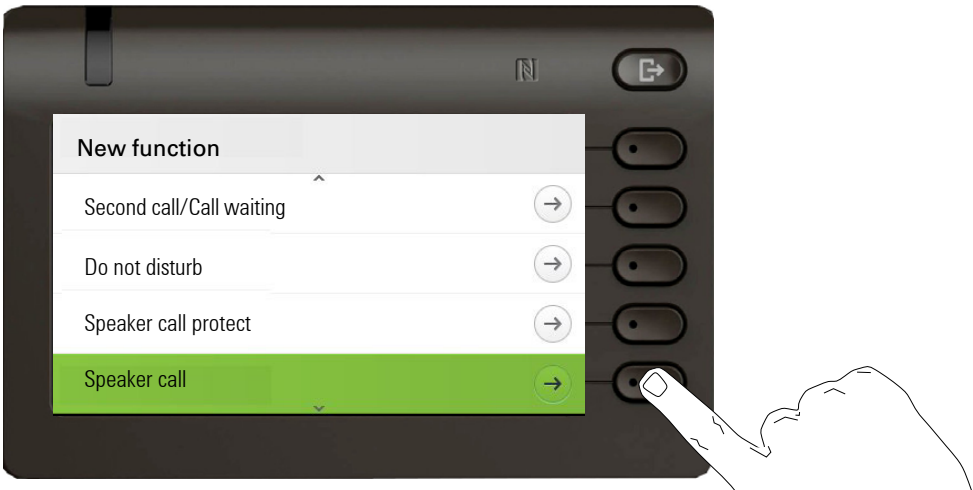 New function
Second call/Call waiting
Do not disturb
Speaker call protect
Speaker call